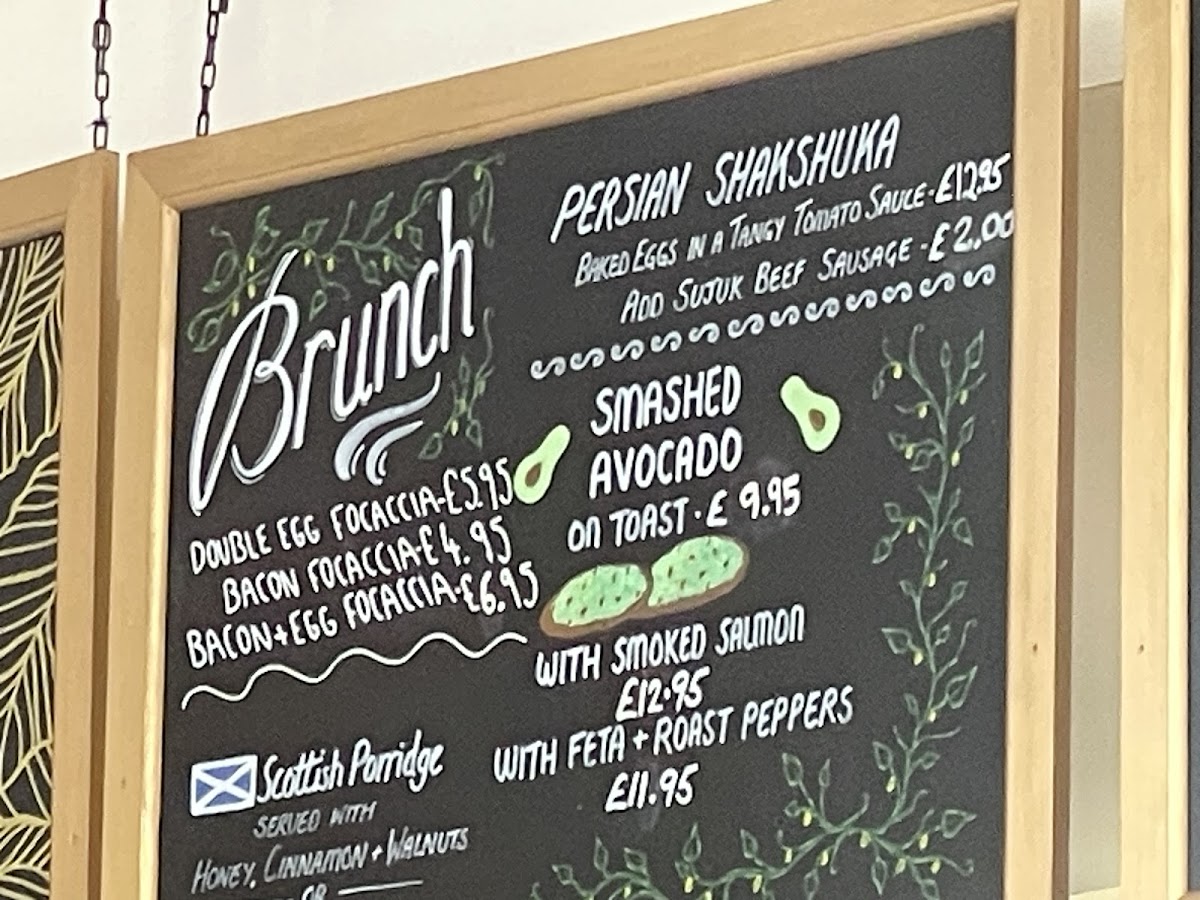 Brunch
DOUBLE EGG FOCACCIA-£5.95
BACON FOCACCIA-£4.95
BACON+EGG FOCACCIA-£6.95
Scottish Porridge
SERVED WITH
HONEY, CINNAMON + WALNUTS
OR
PERSIAN SHAKSHUKA
BAKED EGGS IN A TANGY TOMATO SAUCE-£12.95
ADD SUJUK BEEF SAUSAGE-£2.00
SMASHED
AVOCADO
ON TOAST-£9.95
WITH SMOKED SALMON
£12.95
WITH FETA + ROAST PEPPERS
£11.95